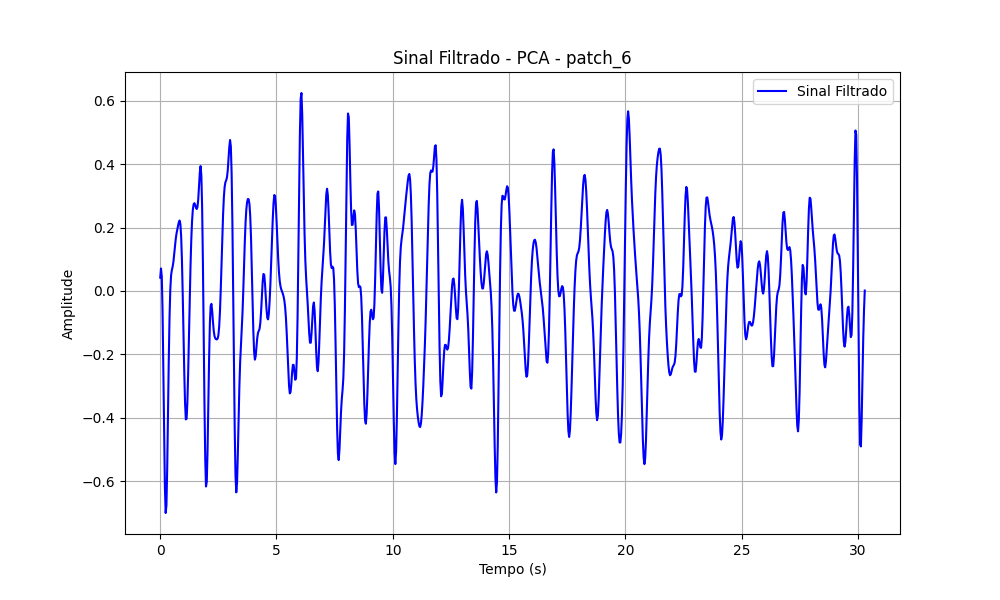 Sinal Filtrado - PCA - patch_6
Sinal Filtrado
0.6
0.4
0.2
0.0
−0.2
−0.4
−0.6
Amplitude
0 5 10 15 20 25 30
Tempo (s)